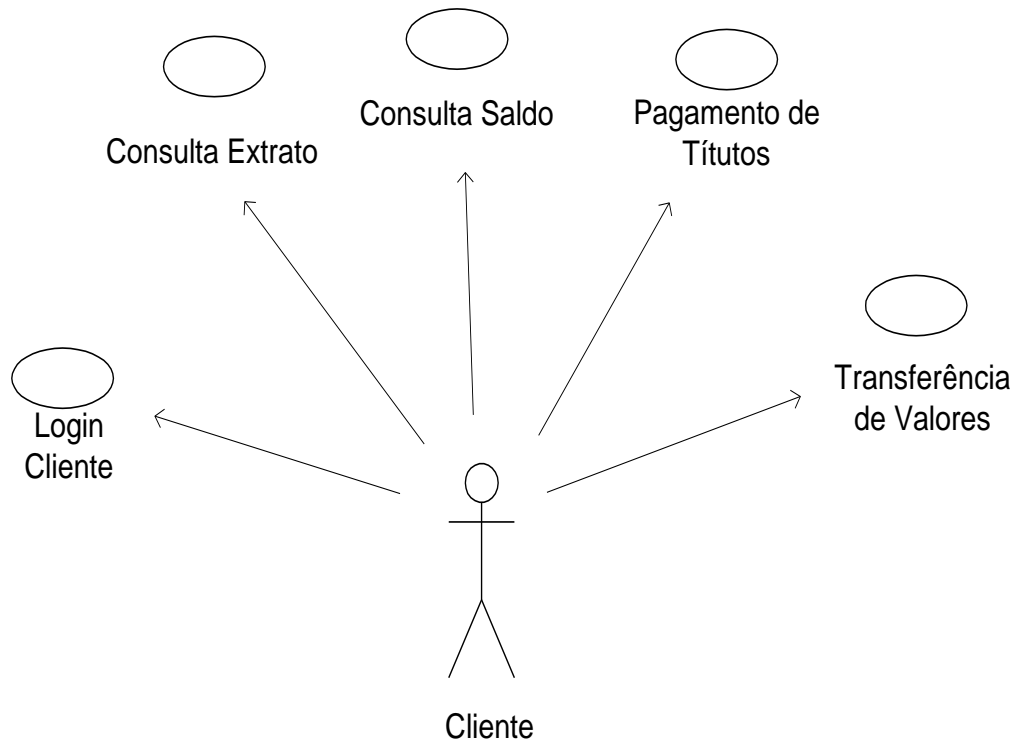 Consulta Saldo
Pagamento de
Títutos
Consulta Extrato
Transferência
de Valores
Login
Cliente
Cliente